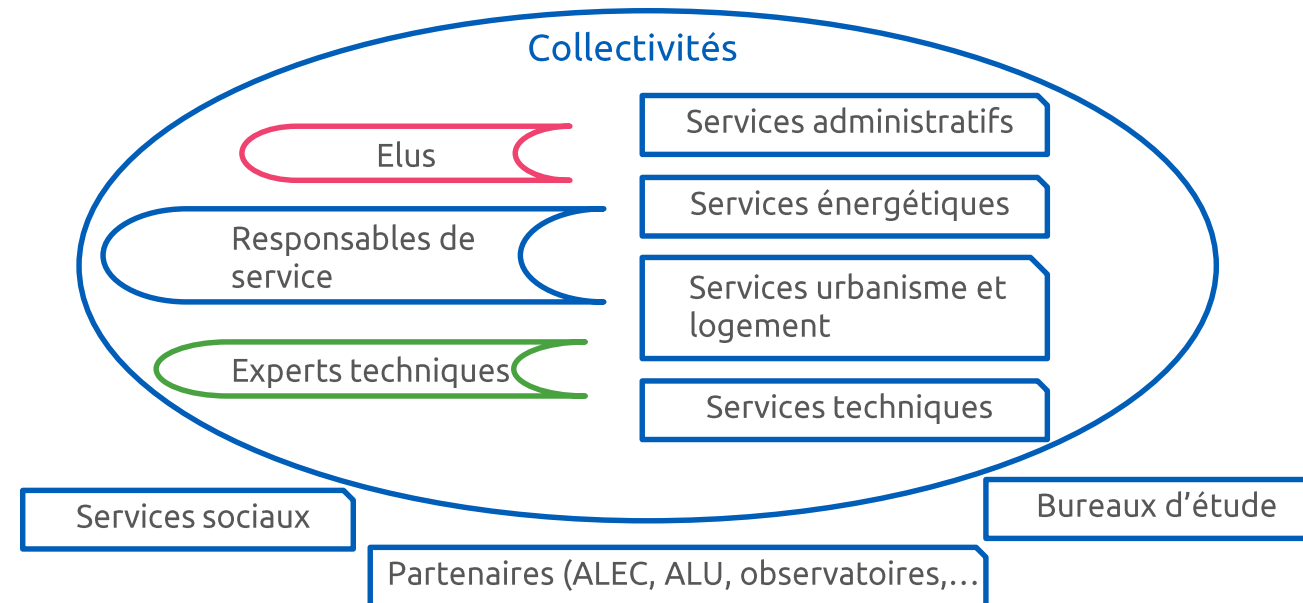 Collectivités
Elus
Responsables de
service
Experts techniques
Services administratifs
Services énergétiques
Services urbanisme et
logement
Services techniques
Services sociaux
Partenaires (ALEC, ALU, observatoires,…
Bureaux d’étude